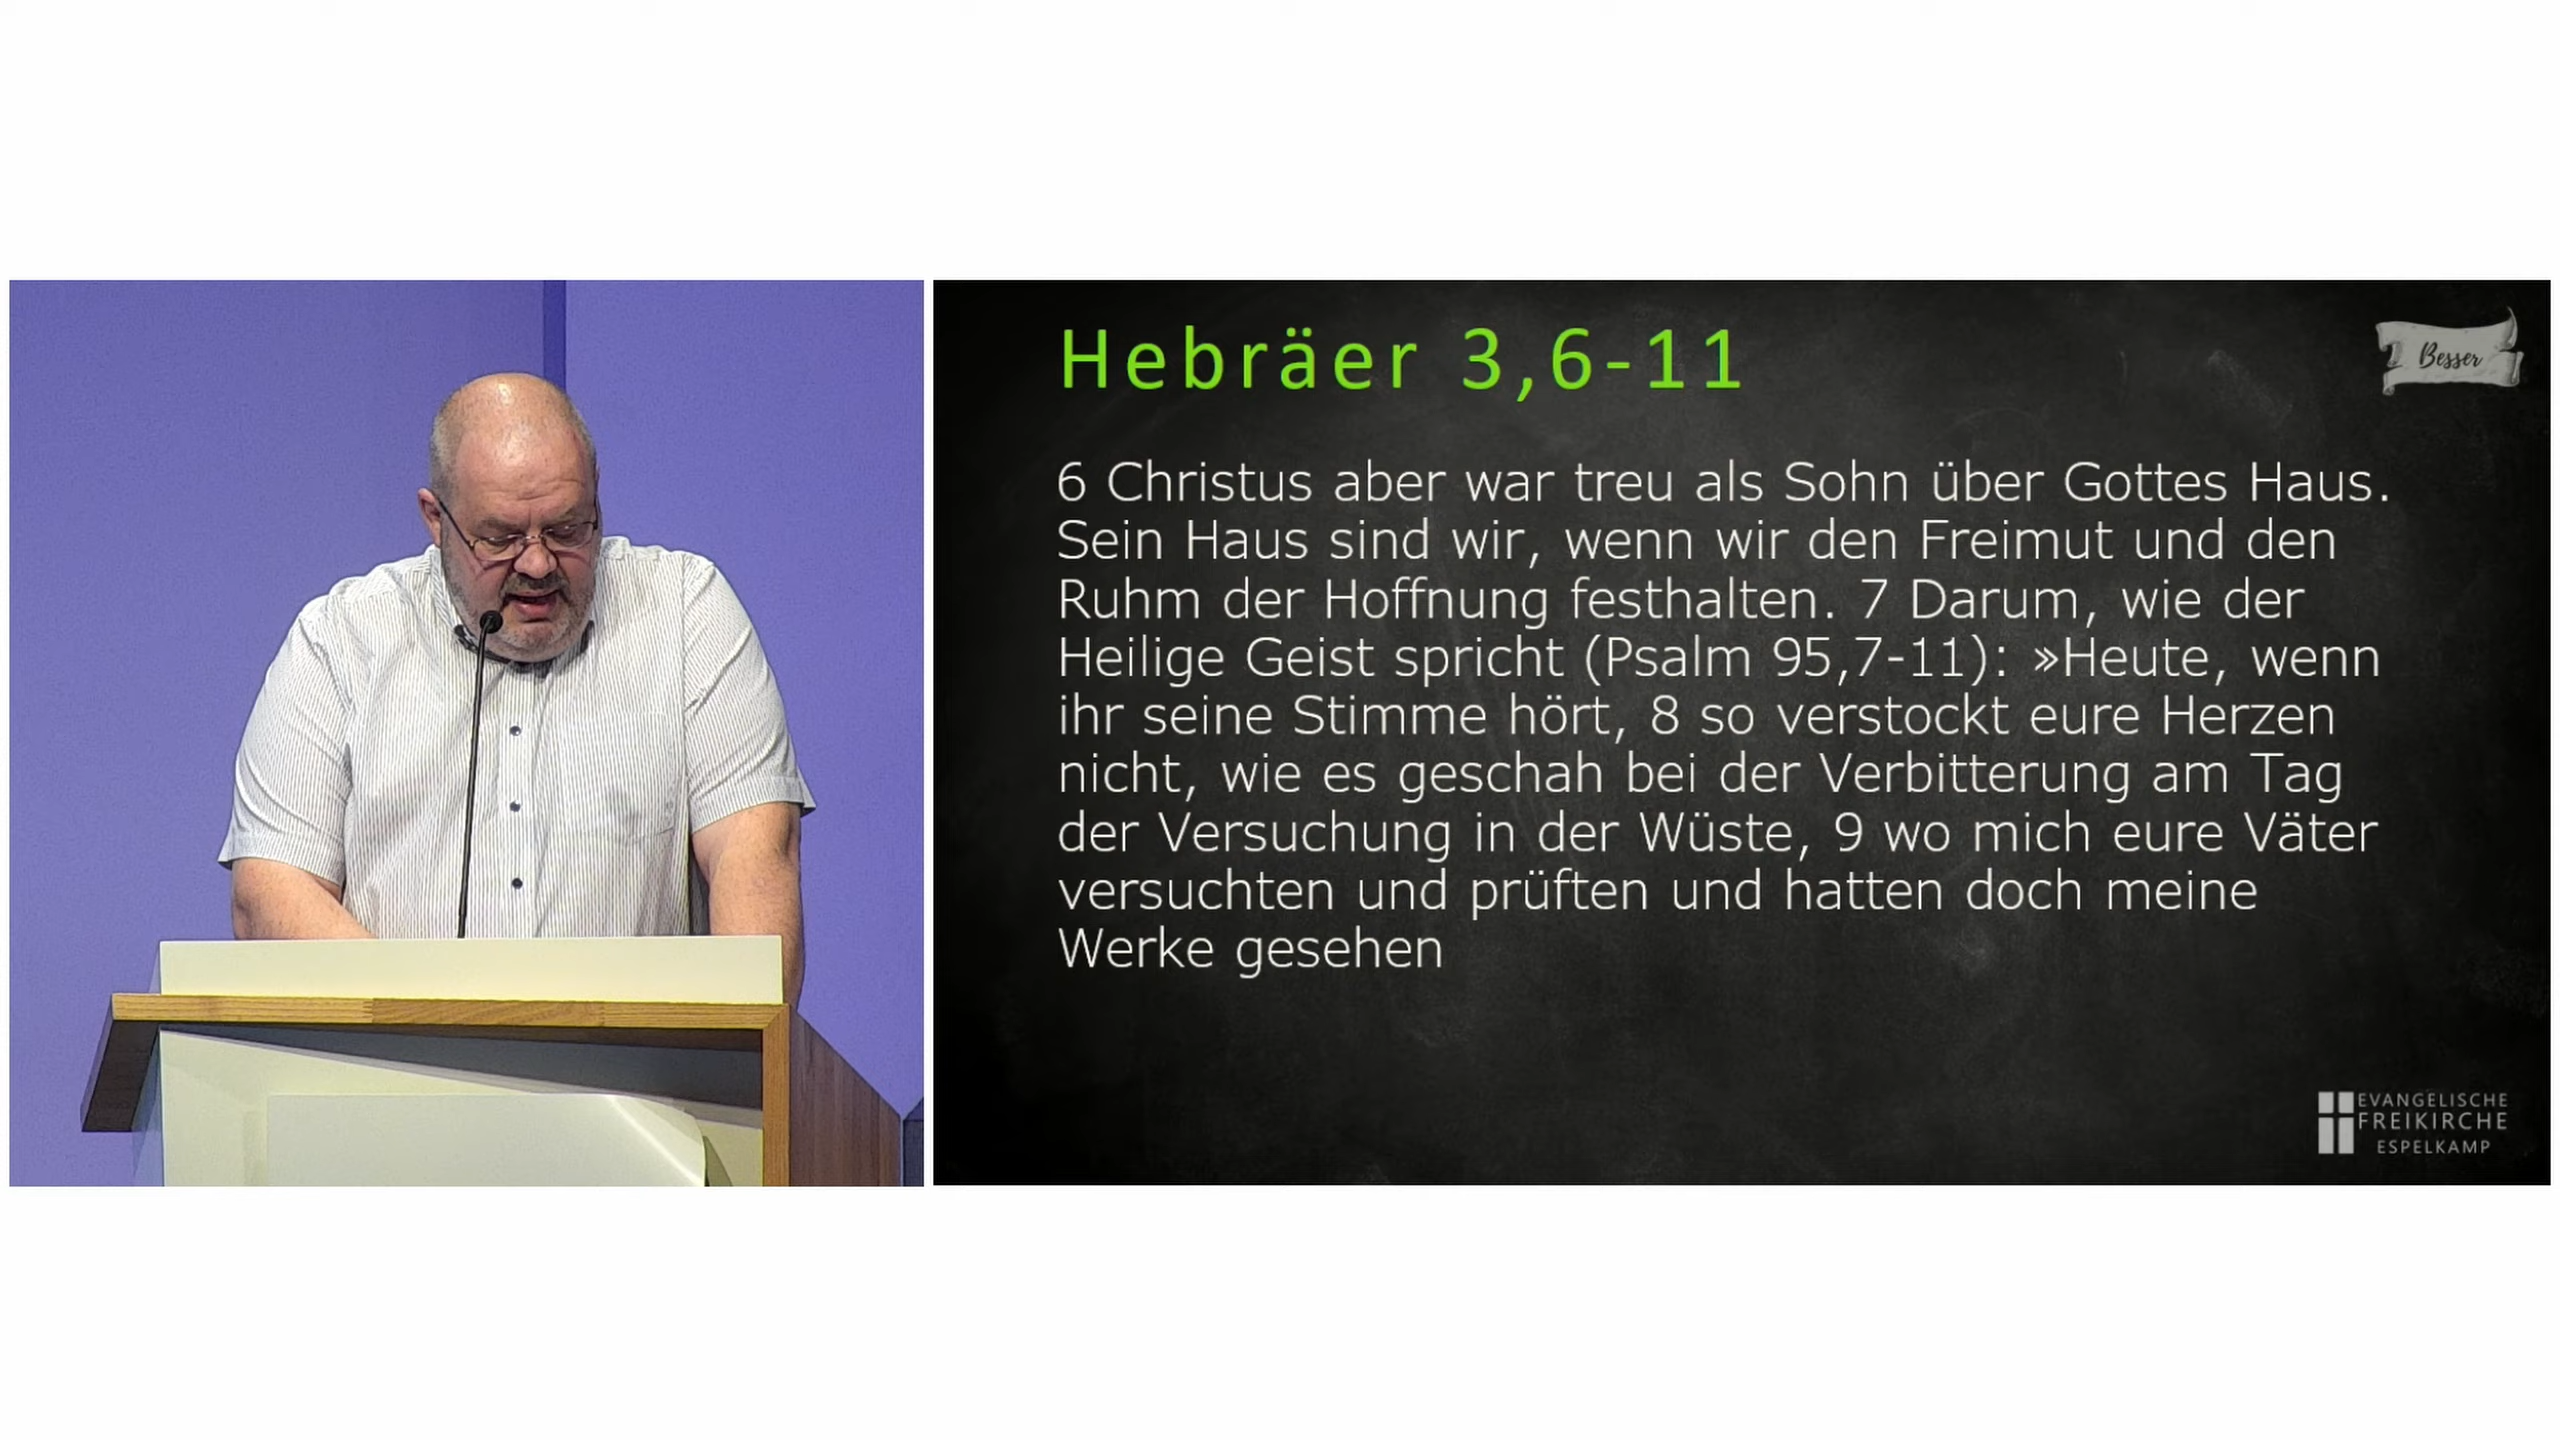 Hebräer 3,6-11
Besser
6 Christus aber war treu als Sohn über Gottes Haus.
Sein Haus sind wir, wenn wir den Freimut und den
Ruhm der Hoffnung festhalten. 7 Darum, wie der
Heilige Geist spricht (Psalm 95,7-11): »Heute, wenn
ihr seine Stimme hört, 8 so verstockt eure Herzen
nicht, wie es geschah bei der Verbitterung am Tag
der Versuchung in der Wüste, 9 wo mich eure Väter
versuchten und prüften und hatten doch meine
Werke gesehen
EVANGELISCHE
FREIKIRCHE
ESPELKAMP